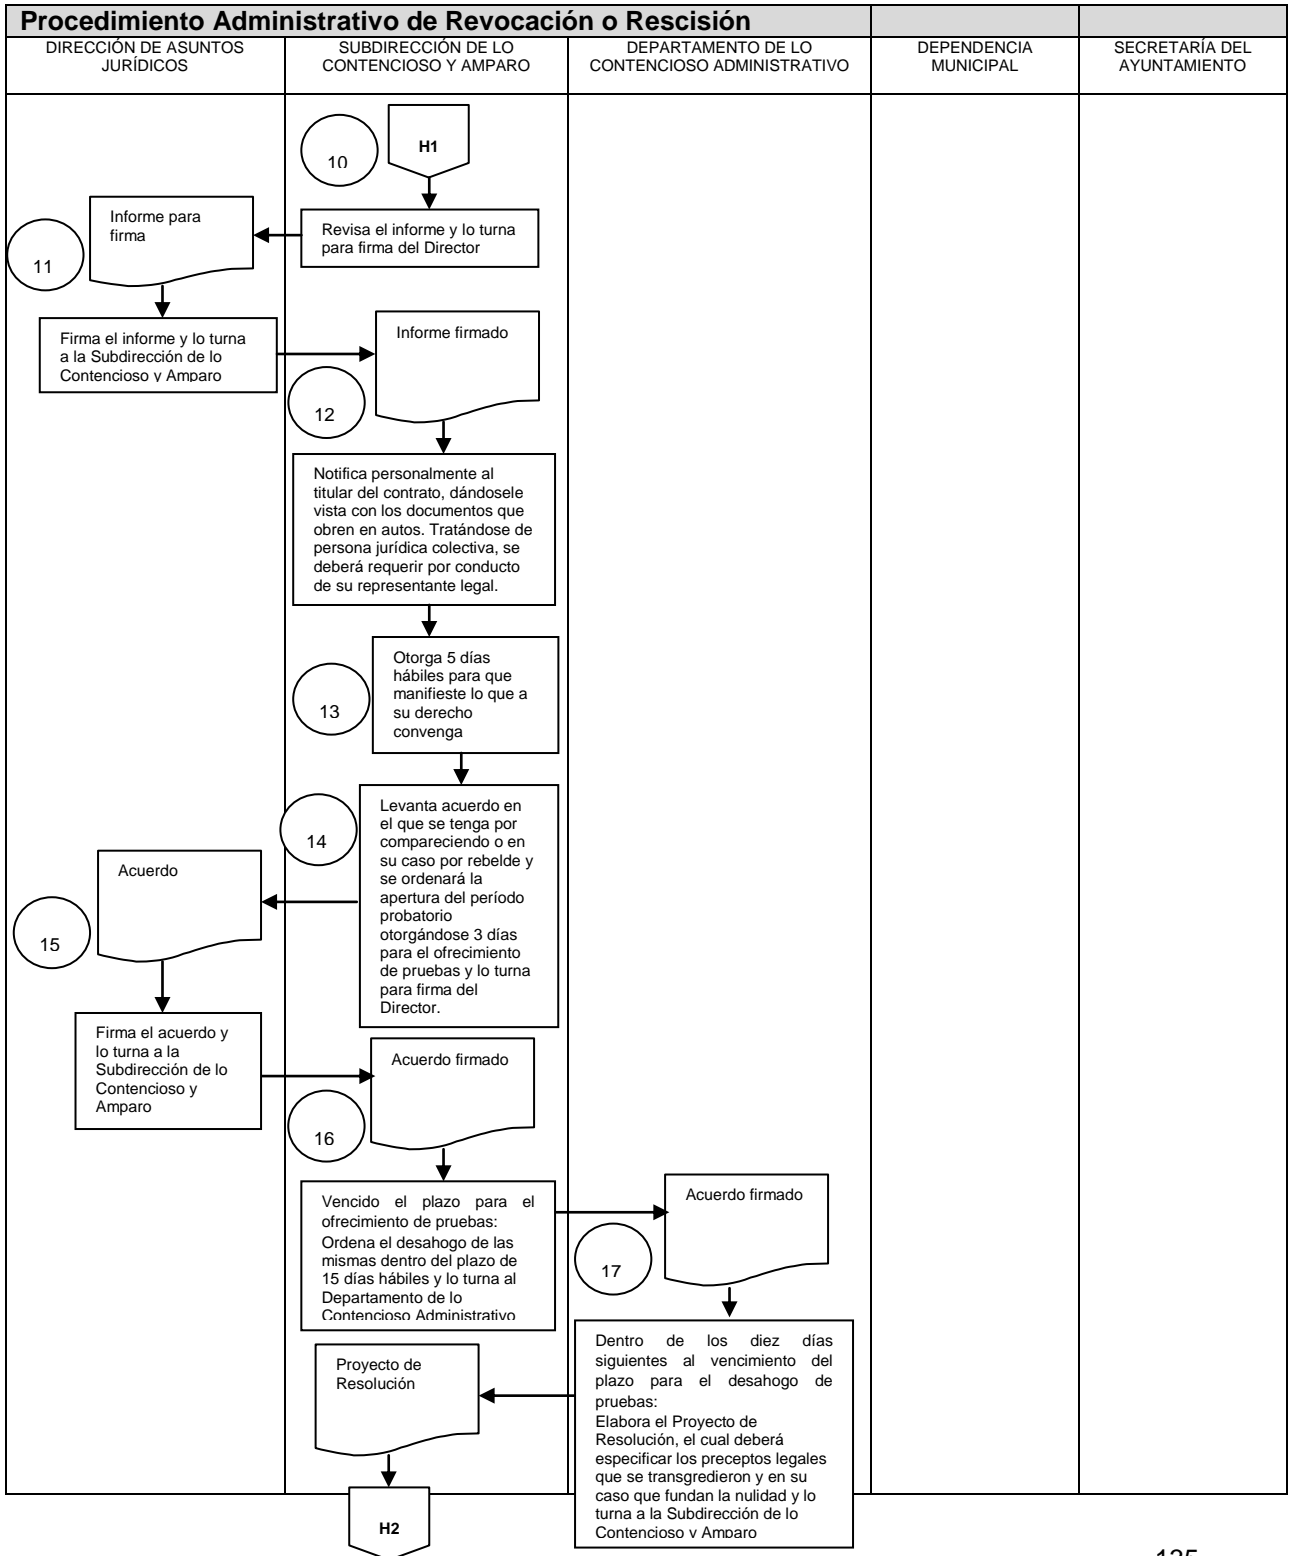 Procedimiento Administrativo de Revocación o Rescisión
DIRECCIÓN DE ASUNTOS
JURÍDICOS
SUBDIRECCIÓN DE LO
CONTENCIOSO Y AMPARO
DEPARTAMENTO DE LO
CONTENCIOSO ADMINISTRATIVO
DEPENDENCIA
MUNICIPAL
SECRETARÍA DEL
AYUNTAMIENTO
H1
10
Revisa el informe y lo turna
para firma del Director
Informe para
firma
11
Firma el informe y lo turna
a la Subdirección de lo
Contencioso y Amparo
Informe firmado
12
Notifica personalmente al
titular del contrato, dándosele
vista con los documentos que
obren en autos. Tratándose de
persona jurídica colectiva, se
deberá requerir por conducto
de su representante legal.
Otorga 5 días
hábiles para que
manifieste lo que a
su derecho
convenga
13
Levanta acuerdo en
el que se tenga por
compareciendo o en
su caso por rebelde y
se ordenará la
apertura del período
probatorio
otorgándose 3 días
para el ofrecimiento
de pruebas y lo turna
para firma del
Director.
14
Acuerdo
15
Firma el acuerdo y
lo turna a la
Subdirección de lo
Contencioso y
Amparo
Acuerdo firmado
16
Vencido el plazo para el
ofrecimiento de pruebas:
Ordena el desahogo de las
mismas dentro del plazo de
15 días hábiles y lo turna al
Departamento de lo
Contencioso Administrativo
Acuerdo firmado
17
Dentro de los diez días
siguientes al vencimiento del
plazo para el desahogo de
pruebas:
Elabora el Proyecto de
Resolución, el cual deberá
especificar los preceptos legales
que se transgredieron y en su
caso que fundan la nulidad y lo
turna a la Subdirección de lo
Contencioso y Amparo
Proyecto de
Resolución
H2